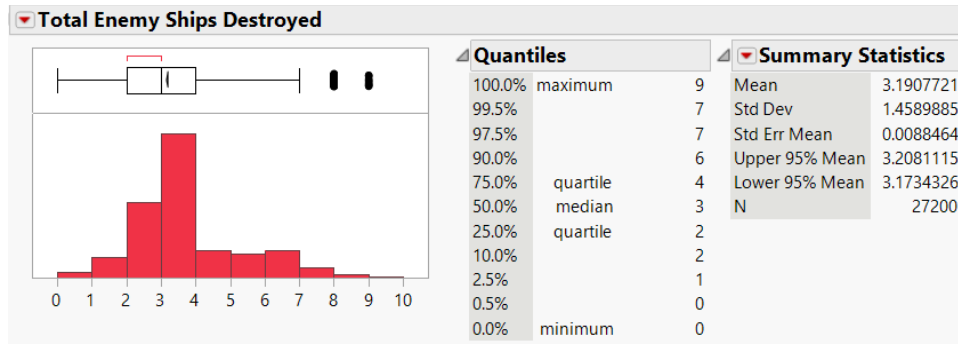 Total Enemy Ships Destroyed
0 1 2 3 4 5 6 7 8 9 10
Quantiles
100.0% maximum 9
99.5% 7
97.5% 7
90.0% 6
75.0% quartile 4
50.0% median 3
25.0% quartile 2
10.0% 2
2.5% 1
0.5% 0
0.0% minimum 0
Summary Statistics
Mean 3.1907721
Std Dev 1.4589885
Std Err Mean 0.0088464
Upper 95% Mean 3.2081115
Lower 95% Mean 3.1734326
N 27200